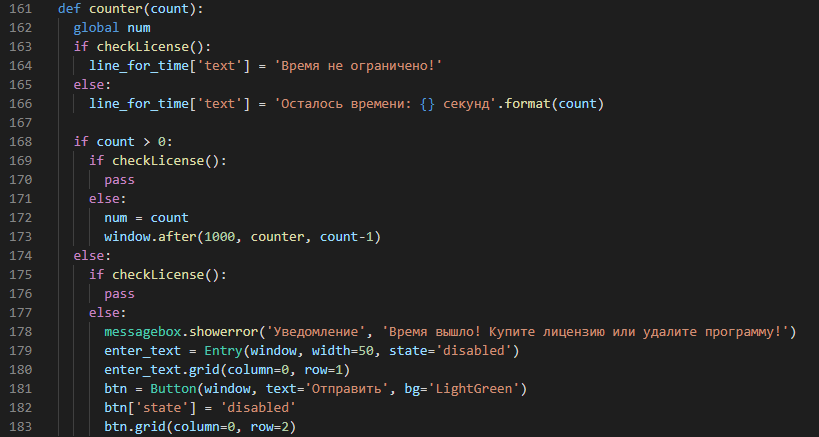 161 def counter(count):
162 global num
163 if checkLicense():
164 line_for_time['text'] = 'Время не ограничено!'
165 else:
166 line_for_time['text'] = 'Осталось времени: {} секунд'.format(count)
167
168 if count > 0:
169 if checkLicense():
170 pass
171 else:
172 num = count
173 window.after(1000, counter, count-1)
174 else:
175 if checkLicense():
176 pass
177 else:
178 messagebox.showerror('Уведомление', 'Время вышло! Купите лицензию или удалите программу!')
179 enter_text = Entry(window, width=50, state='disabled')
180 enter_text.grid(column=0, row=1)
181 btn = Button(window, text='Отправить', bg='LightGreen')
182 btn['state'] = 'disabled'
183 btn.grid(column=0, row=2)